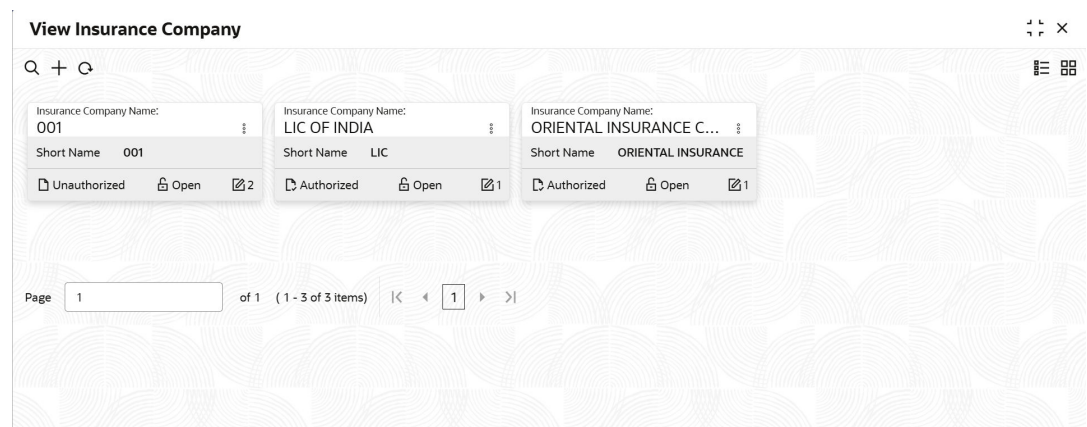 View Insurance Company
Insurance Company Name:
001
Short Name 001
Unauthorized Open 2
Insurance Company Name:
LIC OF INDIA
Short Name LIC
Authorized Open 1
Insurance Company Name:
ORIENTAL INSURANCE C...
Short Name ORIENTAL INSURANCE
Authorized Open 1
Page 1 of 1 ( 1 - 3 of 3 items) 1